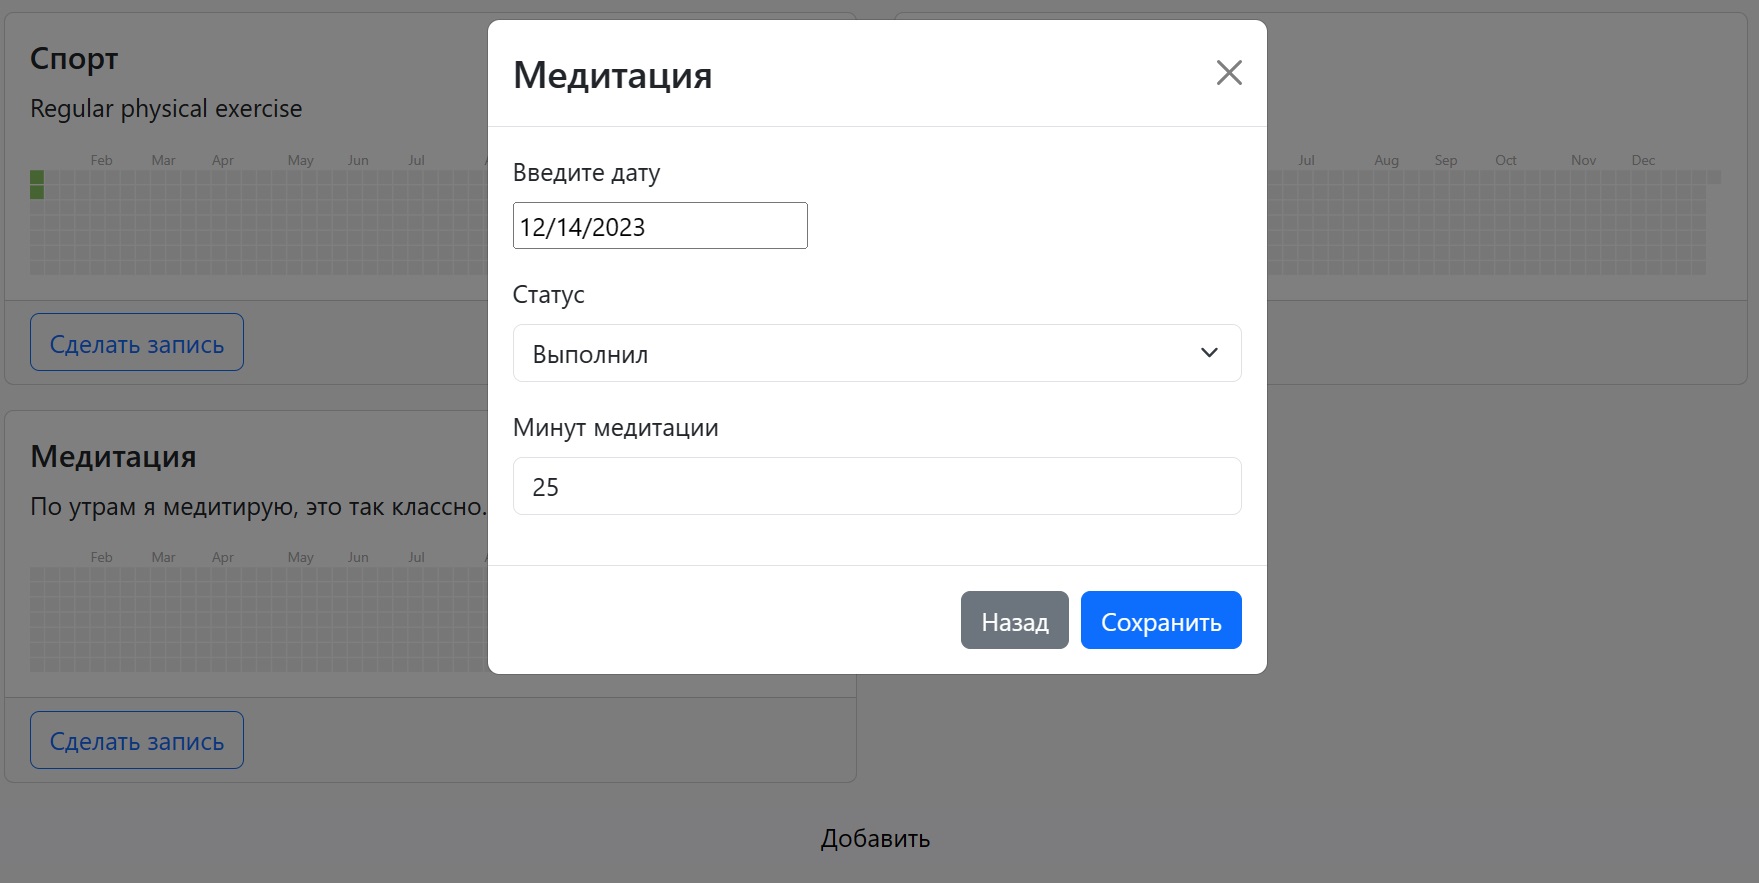 Спорт
Regular physical exercise
Feb Mar Apr May Jun Jul
Сделать запись
Jul Aug Sep Oct Nov Dec
Медитация
По утрам я медитирую, это так классно.
Feb Mar Apr May Jun Jul
Сделать запись
Добавить
Медитация
Введите дату
12/14/2023
Статус
Выполнил
Минут медитации
25
Назад Сохранить